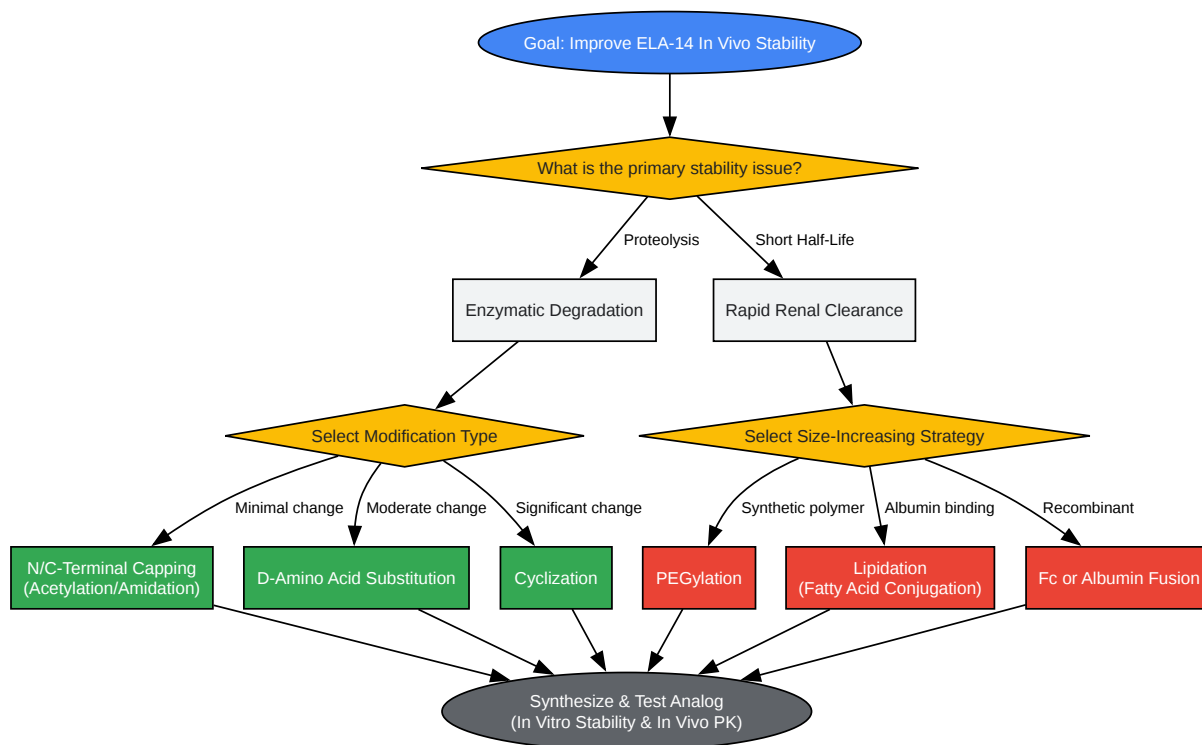 Goal: Improve ELA-14 In Vivo Stability
What is the primary stability issue?
Proteolysis
Short Half-Life
Enzymatic Degradation
Rapid Renal Clearance
Select Modification Type
Select Size-Increasing Strategy
Minimal change
Moderate change
Significant change
Synthetic polymer
Albumin binding
Recombinant
N/C-Terminal Capping
(Acetylation/Amidation)
D-Amino Acid Substitution
Cyclization
PEGylation
Lipidation
(Fatty Acid Conjugation)
Fc or Albumin Fusion
Synthesize & Test Analog
(In Vitro Stability & In Vivo PK)